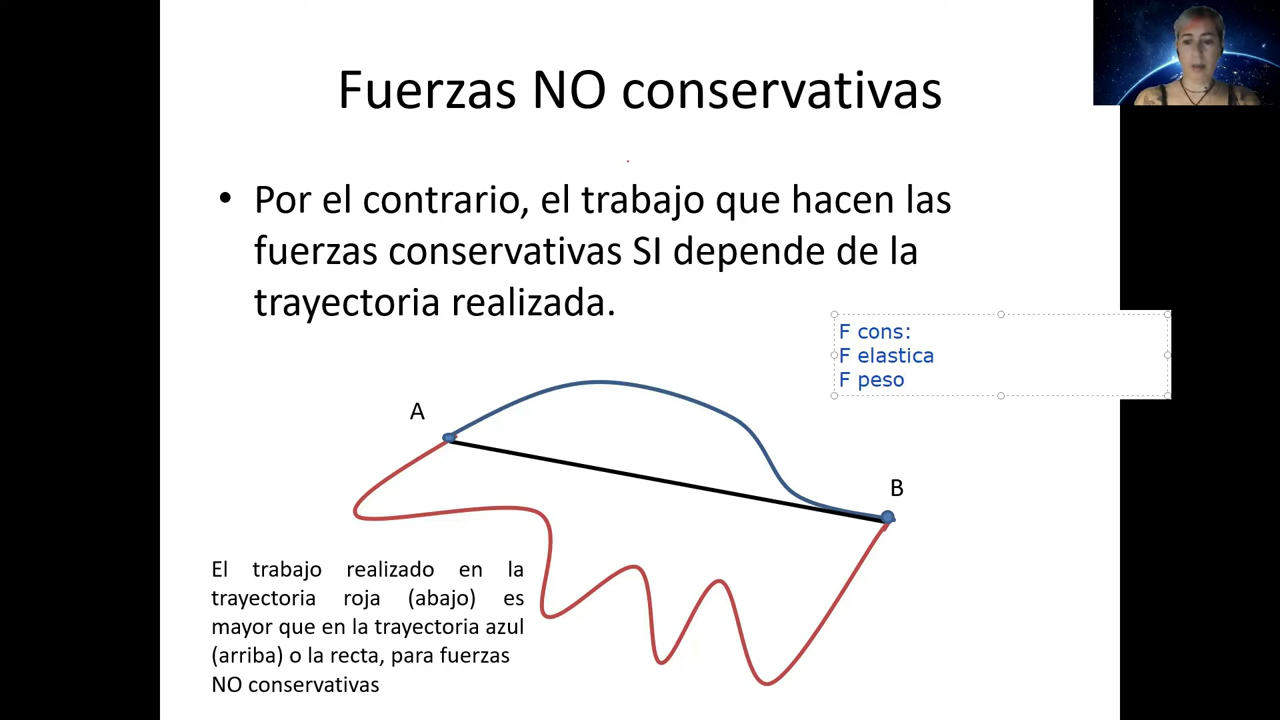 Fuerzas NO conservativas
• Por el contrario, el trabajo que hacen las
fuerzas conservativas SI depende de la
trayectoria realizada.
F cons:
F elastica
F peso
A
B
El trabajo realizado en la
trayectoria roja (abajo) es
mayor que en la trayectoria azul
(arriba) o la recta, para fuerzas
NO conservativas